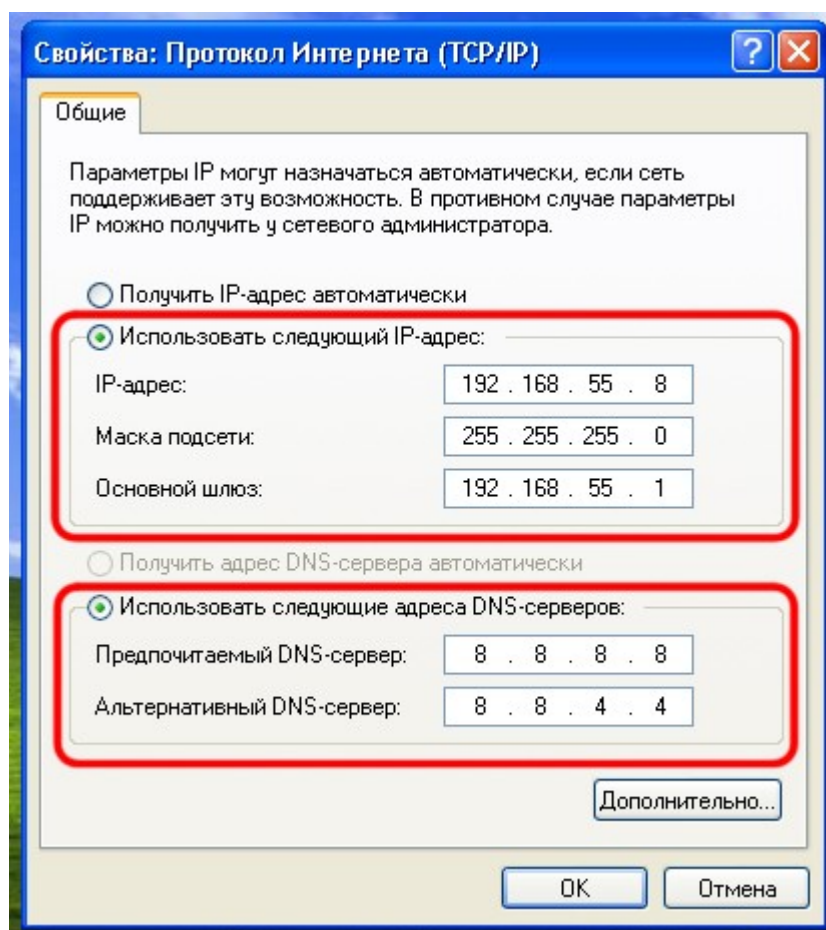 Свойства: Протокол Интернета (TCP/IP)
Общие
Параметры IP могут назначаться автоматически, если сеть
поддерживает эту возможность. В противном случае параметры
IP можно получить у сетевого администратора.
Получить IP-адрес автоматически
Использовать следующий IP-адрес:
IP-адрес: 192 . 168 . 55 . 8
Маска подсети: 255 . 255 . 255 . 0
Основной шлюз: 192 . 168 . 55 . 1
Получить адрес DNS-сервера автоматически
Использовать следующие адреса DNS-серверов:
Предпочитаемый DNS-сервер: 8 . 8 . 8 . 8
Альтернативный DNS-сервер: 8 . 8 . 4 . 4
Дополнительно...
OK Отмена